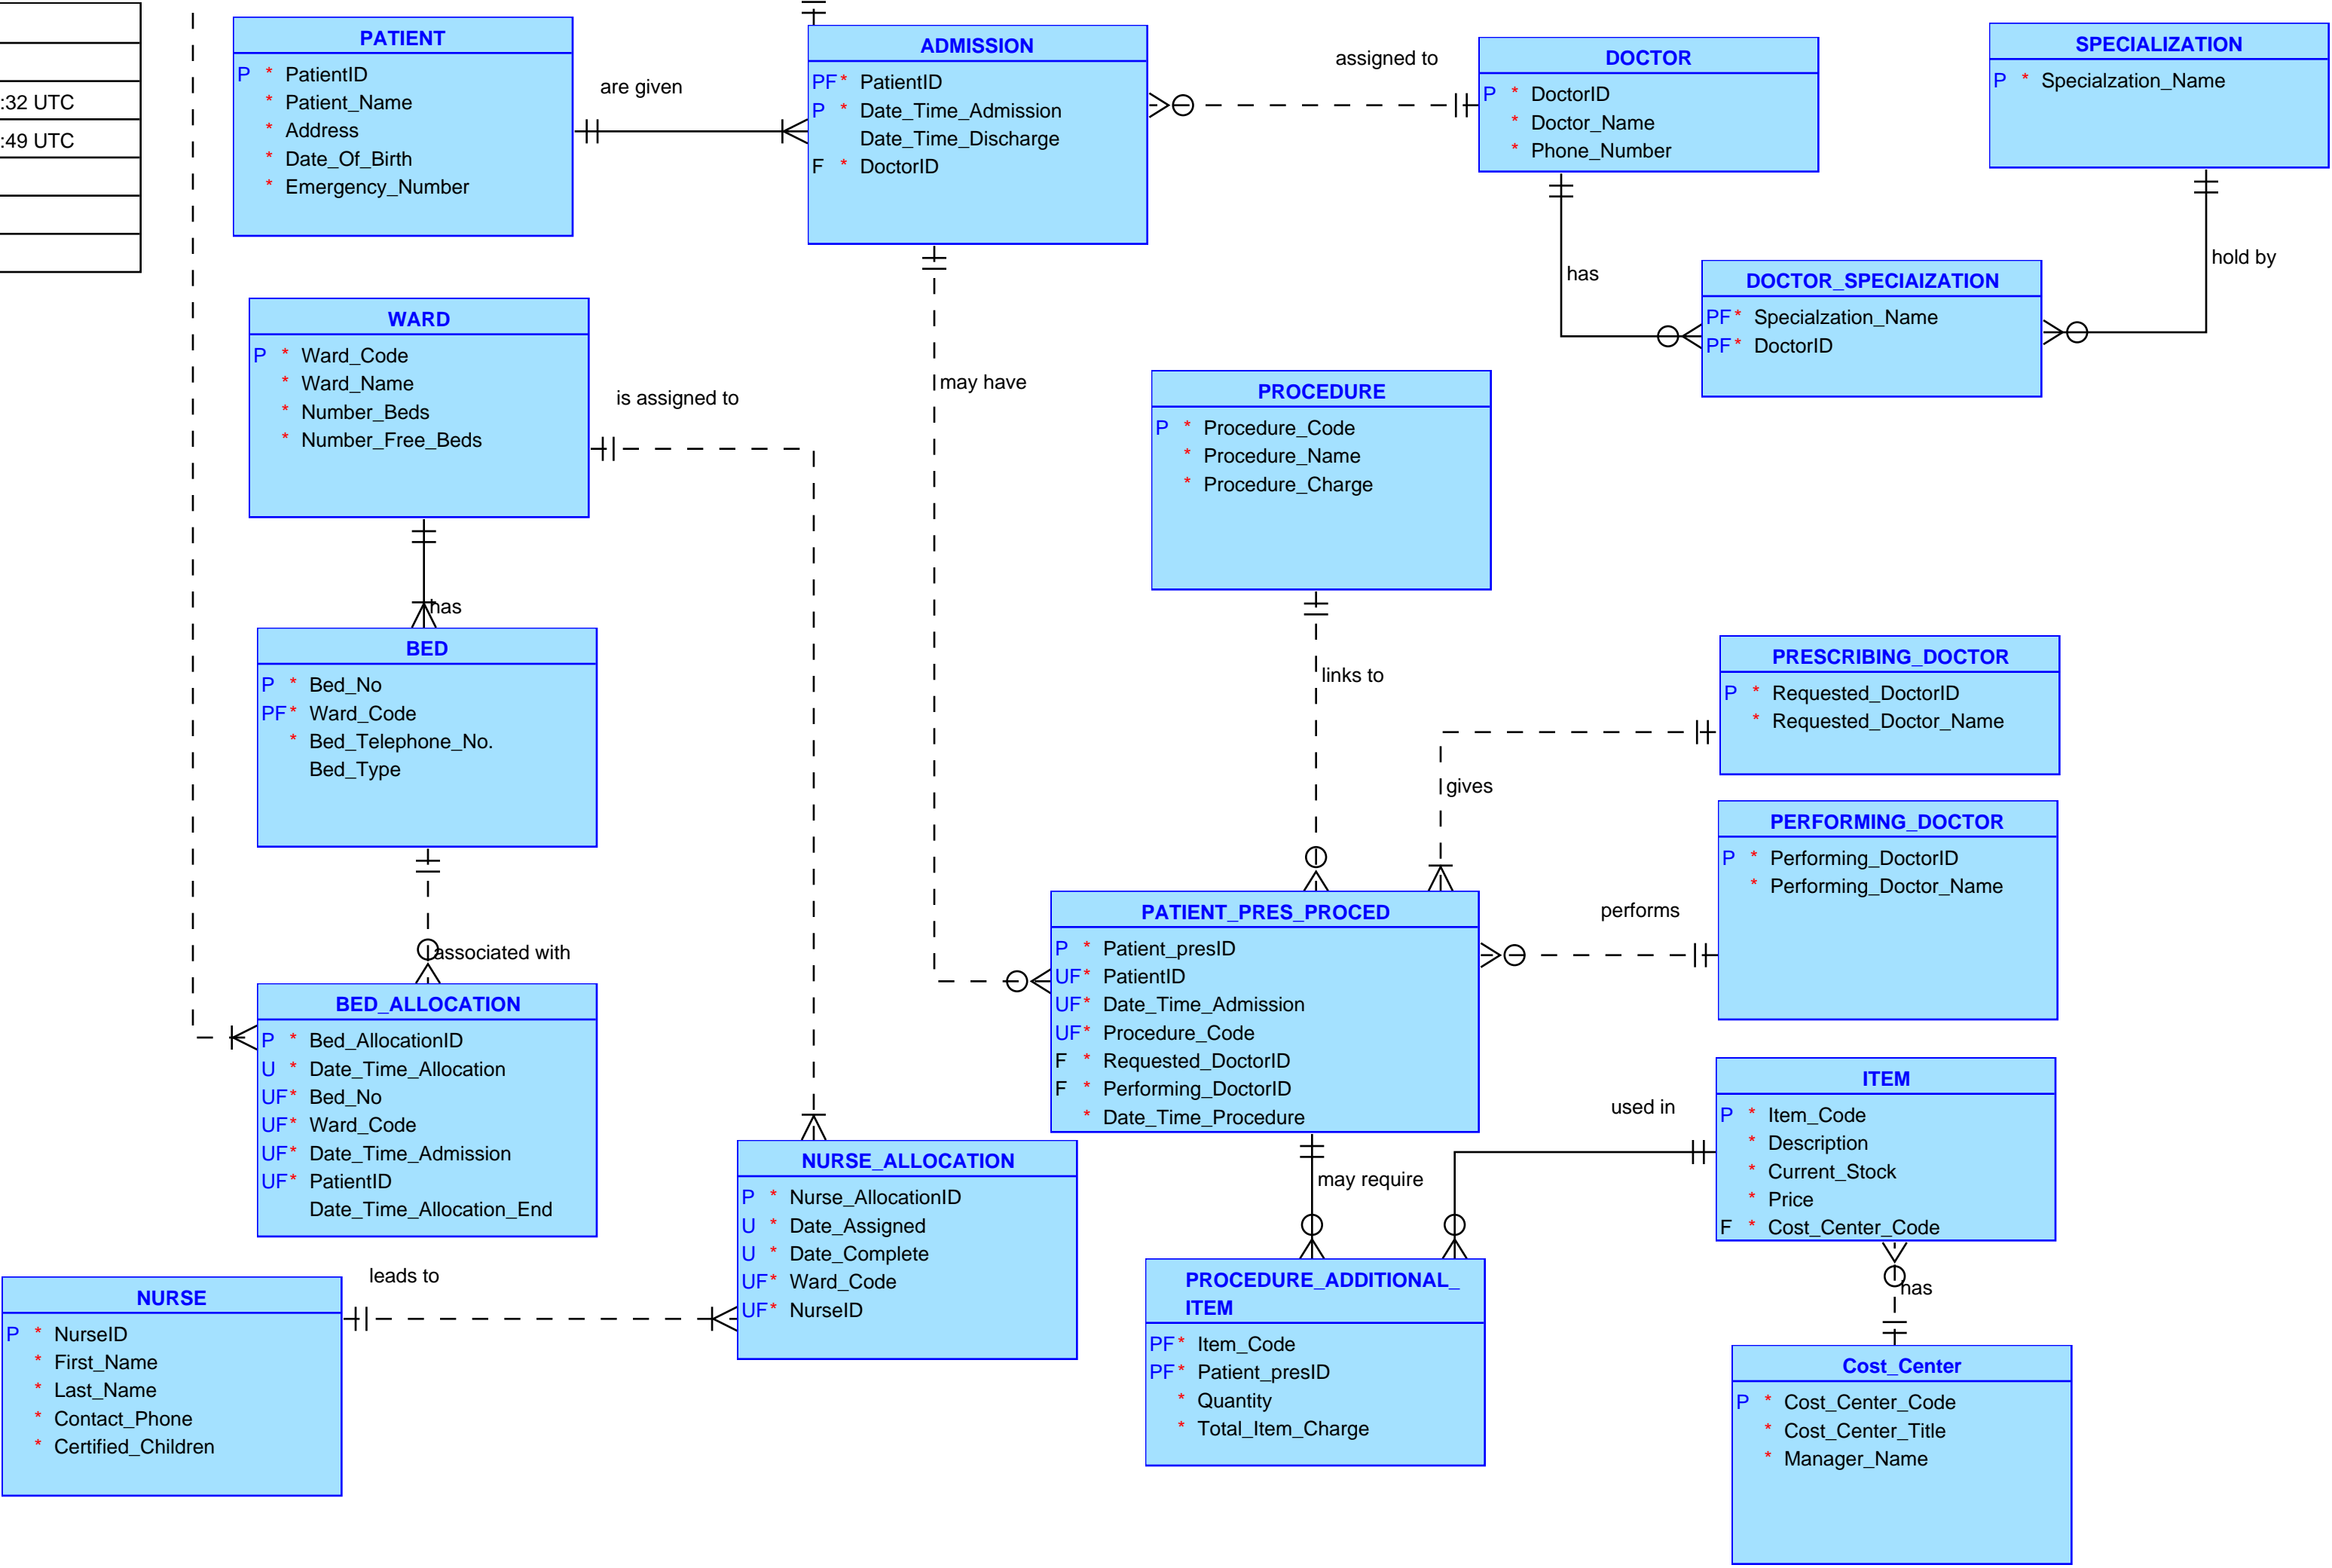 :32 UTC
:49 UTC
PATIENT
P * PatientID
* Patient_Name
* Address
* Date_Of_Birth
* Emergency_Number
are given
ADMISSION
PF* PatientID
P * Date_Time_Admission
Date_Time_Discharge
F * DoctorID
assigned to
DOCTOR
P * DoctorID
* Doctor_Name
* Phone_Number
SPECIALIZATION
P * Specialzation_Name
has
hold by
DOCTOR_SPECIAIZATION
PF* Specialzation_Name
PF* DoctorID
WARD
P * Ward_Code
* Ward_Name
* Number_Beds
* Number_Free_Beds
is assigned to
may have
PROCEDURE
P * Procedure_Code
* Procedure_Name
* Procedure_Charge
has
BED
P * Bed_No
PF* Ward_Code
* Bed_Telephone_No.
Bed_Type
links to
PRESCRIBING_DOCTOR
P * Requested_DoctorID
* Requested_Doctor_Name
gives
PERFORMING_DOCTOR
P * Performing_DoctorID
* Performing_Doctor_Name
performs
associated with
BED_ALLOCATION
P * Bed_AllocationID
U * Date_Time_Allocation
UF* Bed_No
UF* Ward_Code
UF* Date_Time_Admission
UF* PatientID
Date_Time_Allocation_End
PATIENT_PRES_PROCED
P * Patient_presID
UF* PatientID
UF* Date_Time_Admission
UF* Procedure_Code
F * Requested_DoctorID
F * Performing_DoctorID
* Date_Time_Procedure
used in
ITEM
P * Item_Code
* Description
* Current_Stock
* Price
F * Cost_Center_Code
may require
NURSE_ALLOCATION
P * Nurse_AllocationID
U * Date_Assigned
U * Date_Complete
UF* Ward_Code
UF* NurseID
leads to
NURSE
P * NurseID
* First_Name
* Last_Name
* Contact_Phone
* Certified_Children
PROCEDURE_ADDITIONAL_
ITEM
PF* Item_Code
PF* Patient_presID
* Quantity
* Total_Item_Charge
has
Cost_Center
P * Cost_Center_Code
* Cost_Center_Title
* Manager_Name